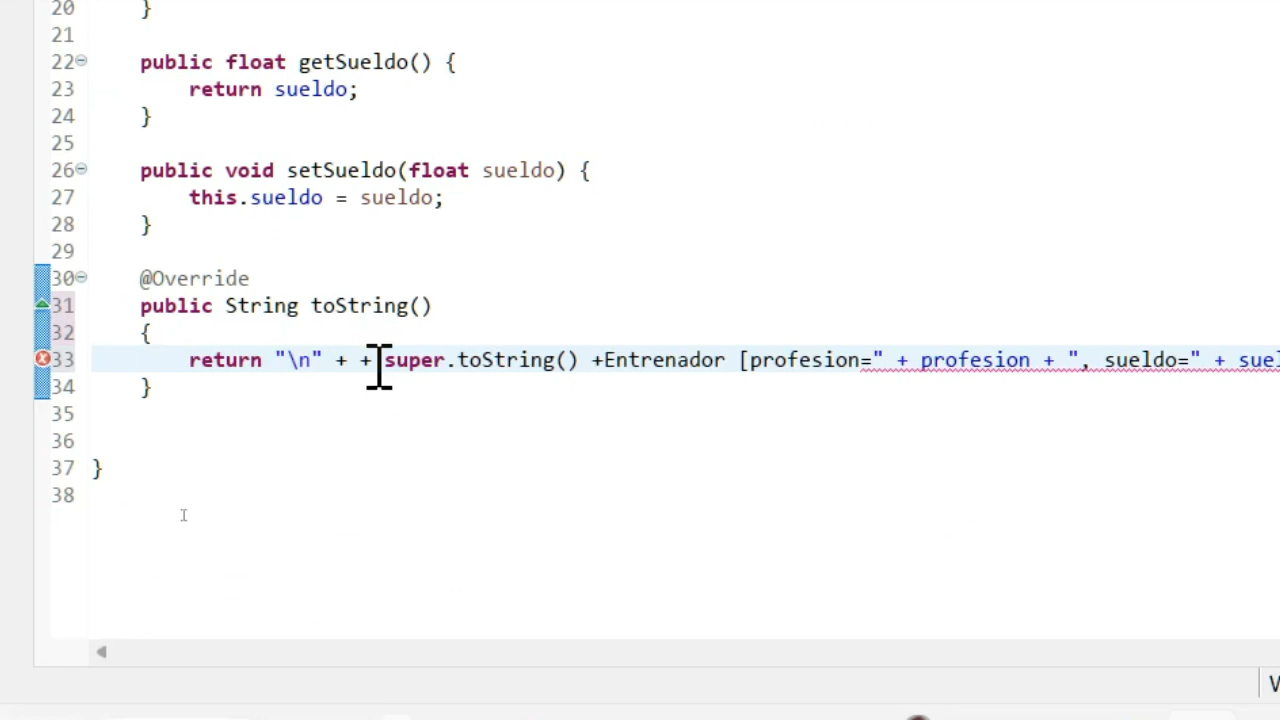 20 }
21
22 public float getSueldo() {
23 return sueldo;
24 }
25
26 public void setSueldo(float sueldo) {
27 this.sueldo = sueldo;
28 }
29
30 @Override
31 public String toString()
32 {
33 return "\n" + + super.toString() +Entrenador [profesion=" + profesion + ", sueldo=" + suel
34 }
35
36
37 }
38